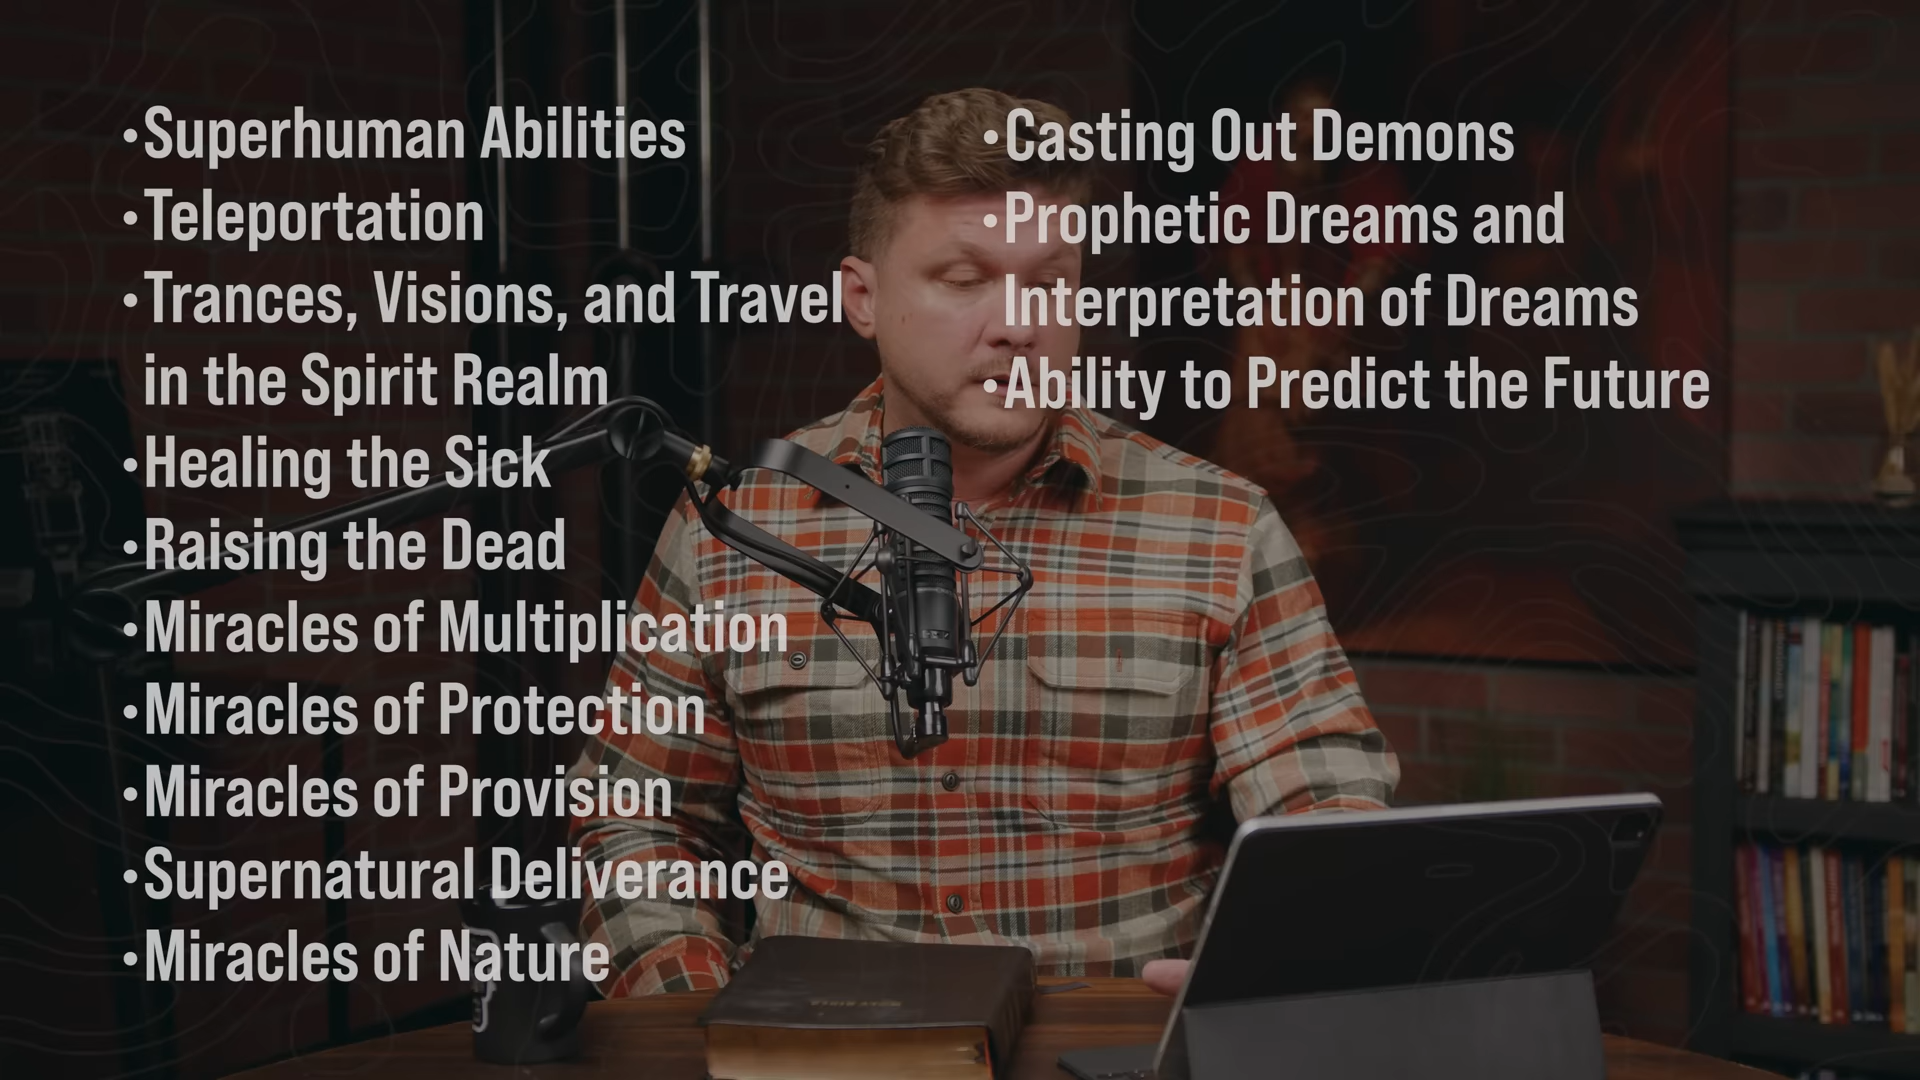 •Superhuman Abilities
•Teleportation
•Trances, Visions, and Travel
in the Spirit Realm
•Healing the Sick
•Raising the Dead
•Miracles of Multiplication
•Miracles of Protection
•Miracles of Provision
•Supernatural Deliverance
•Miracles of Nature
•Casting Out Demons
•Prophetic Dreams and
Interpretation of Dreams
•Ability to Predict the Future
HOLY BIBLE